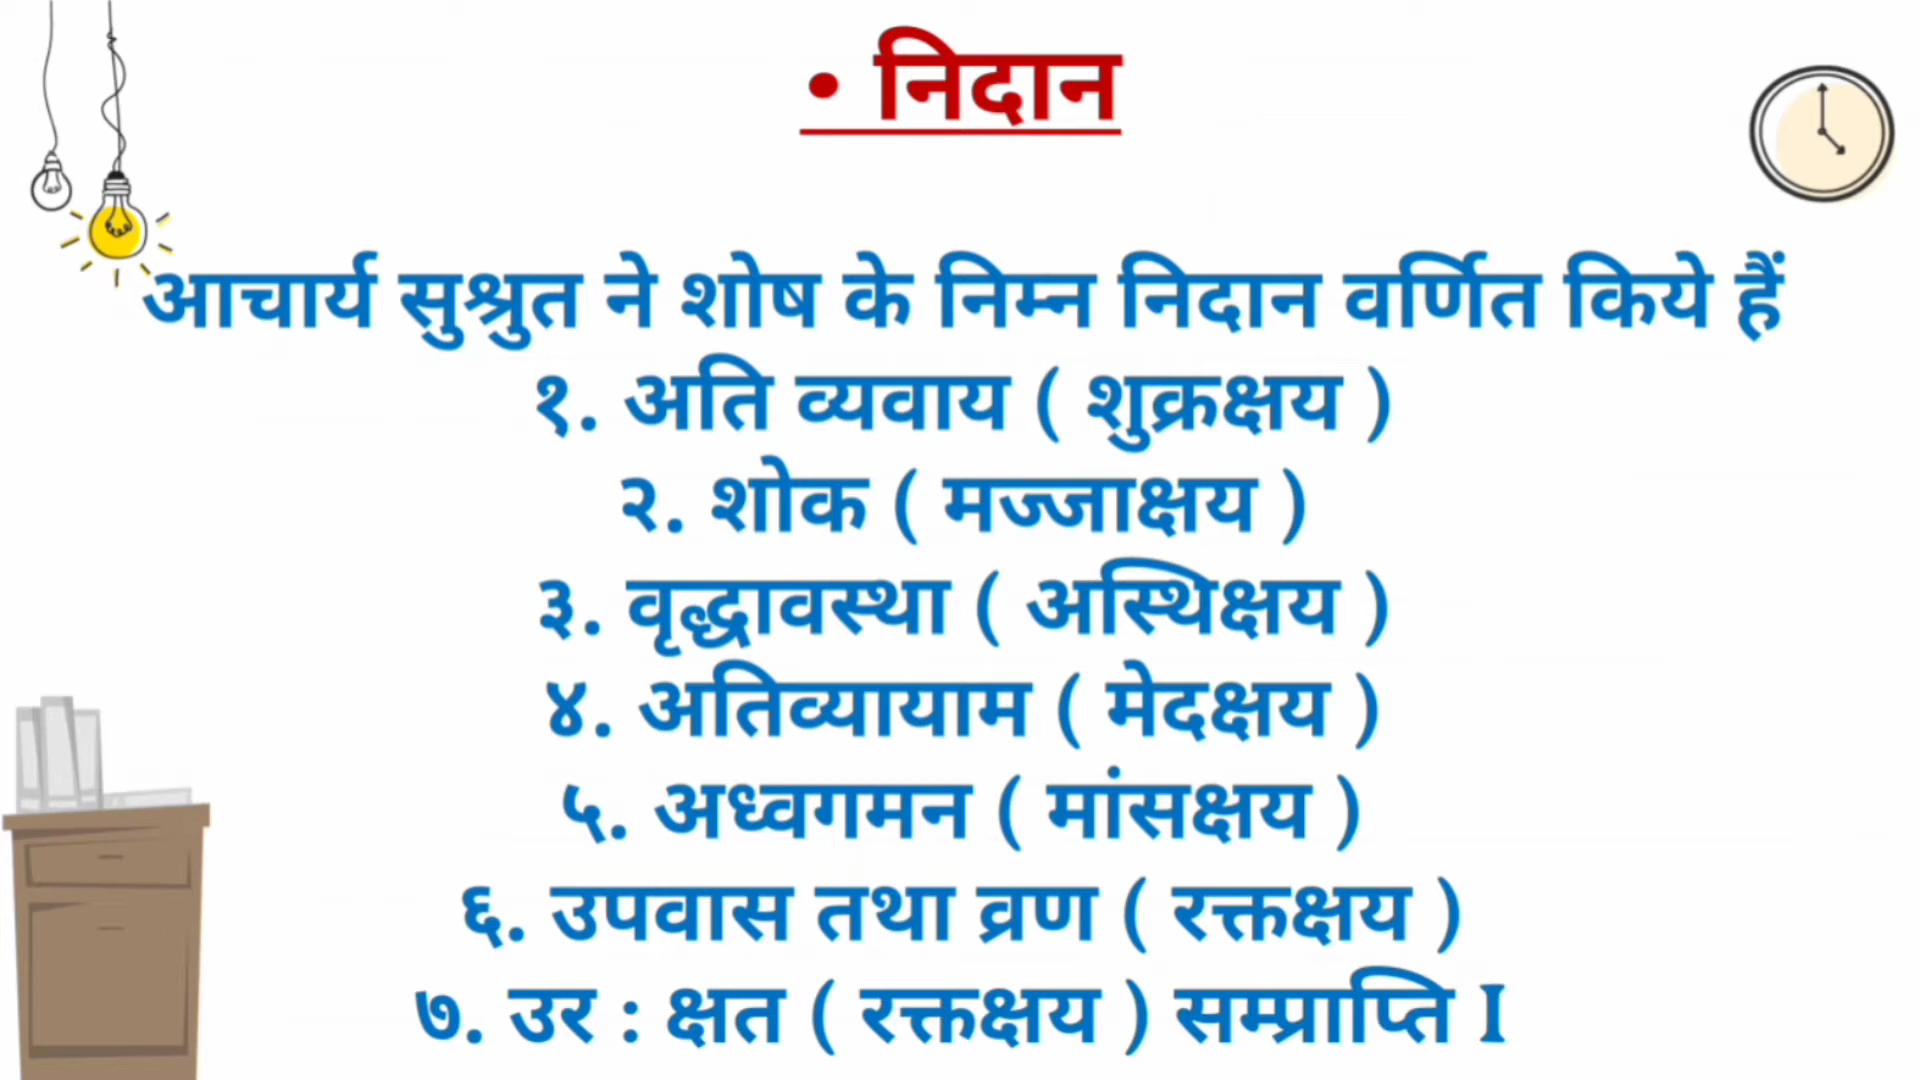 • निदान
आचार्य सुश्रुत ने शोष के निम्न निदान वर्णित किये हैं
१. अति व्यवाय ( शुक्रक्षय )
२. शोक ( मज्जाक्षय )
३. वृद्धावस्था ( अस्थिक्षय )
४. अतिव्यायाम ( मेदक्षय )
५. अध्वगमन ( मांसक्षय )
६. उपवास तथा व्रण ( रक्तक्षय )
७. उर : क्षत ( रक्तक्षय ) सम्प्राप्ति I